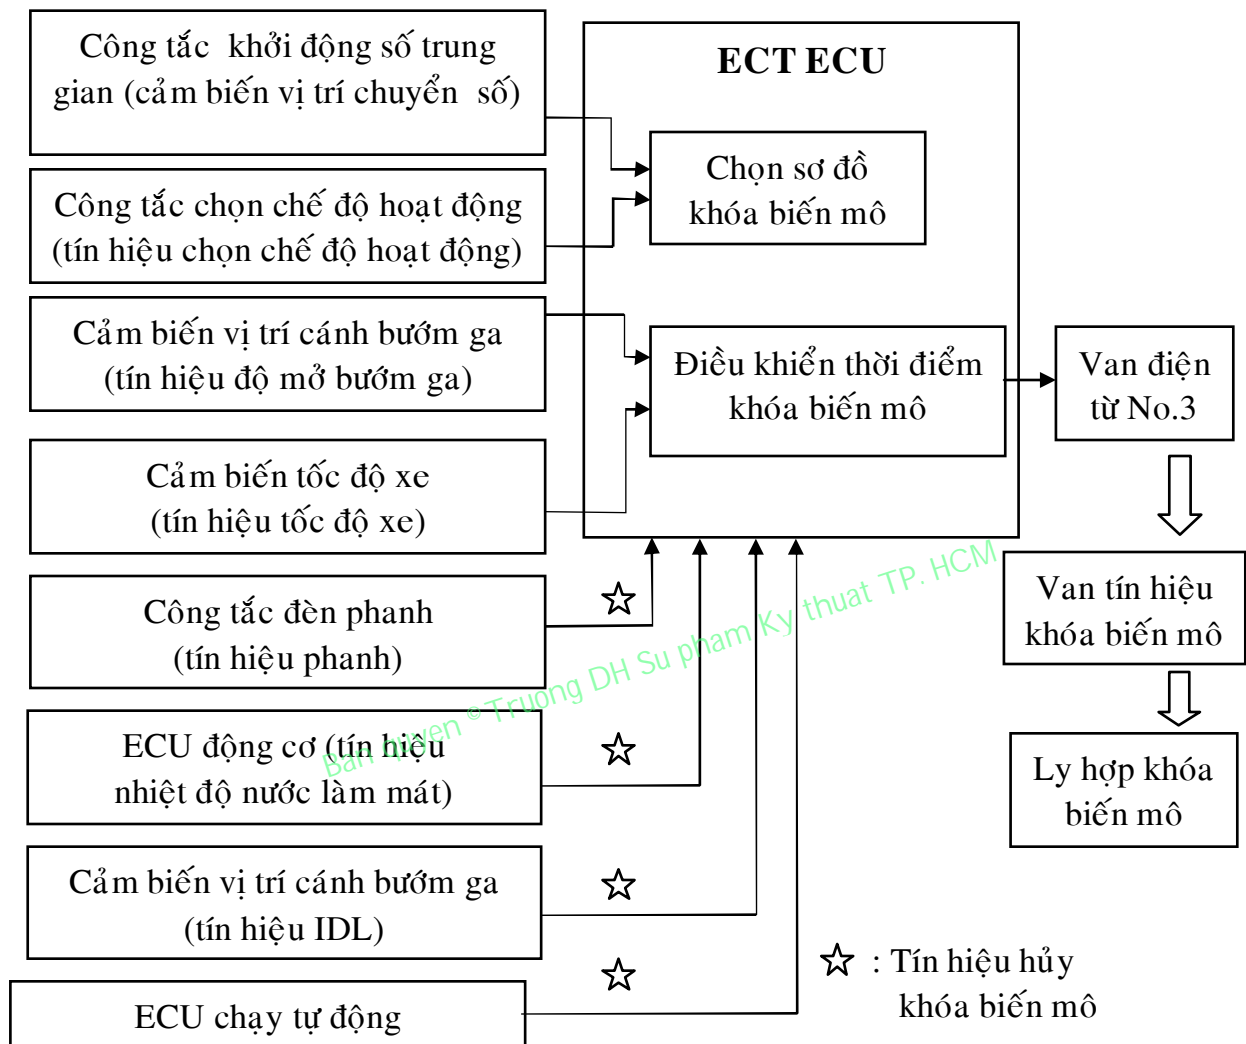 Công tắc khởi động số trung
gian (cảm biến vị trí chuyển số)
Công tắc chọn chế độ hoạt động
(tín hiệu chọn chế độ hoạt động)
Cảm biến vị trí cánh bướm ga
(tín hiệu độ mở bướm ga)
Cảm biến tốc độ xe
(tín hiệu tốc độ xe)
Công tắc đèn phanh
(tín hiệu phanh)
ECU động cơ (tín hiệu
nhiệt độ nước làm mát)
Cảm biến vị trí cánh bướm ga
(tín hiệu IDL)
ECU chạy tự động
ECT ECU
Chọn sơ đồ
khóa biến mô
Điều khiển thời điểm
khóa biến mô
Van điện
từ No.3
Van tín hiệu
khóa biến mô
Ly hợp khóa
biến mô
☆ : Tín hiệu hủy
khóa biến mô
Ban quyen © Truong DH Su pham Ky thuat TP. HCM